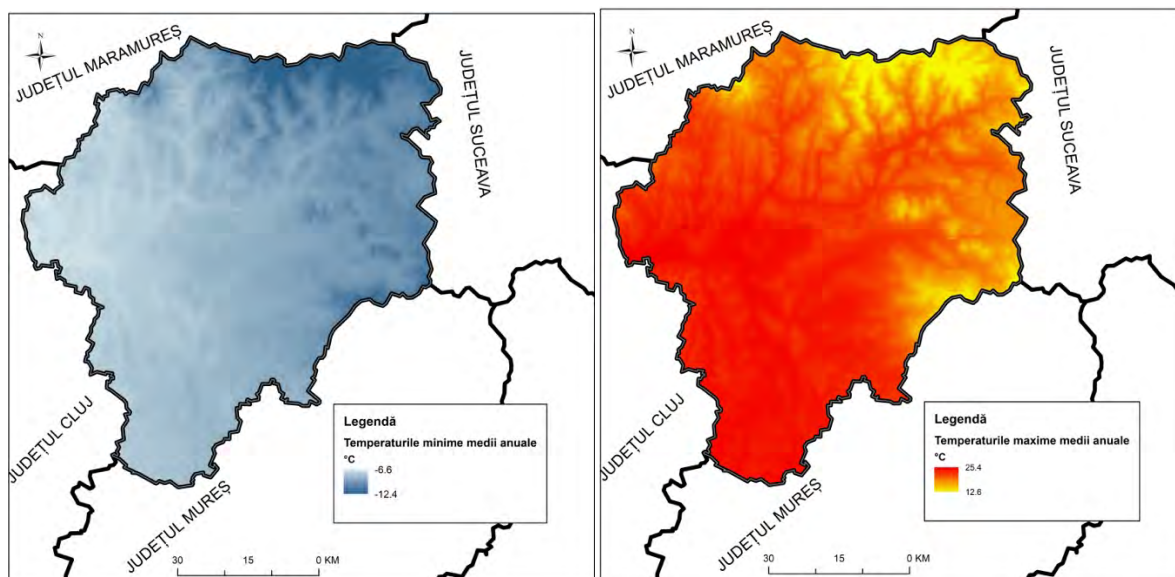 N
JUDEȚUL MARAMUREȘ
JUDEȚUL SUCEAVA
JUDEȚUL CLUJ
JUDEȚUL MUREȘ
Legendă
Temperaturile minime medii anuale
°C
-6.6
-12.4
30 15 0 KM
N
JUDEȚUL MARAMUREȘ
JUDEȚUL SUCEAVA
JUDEȚUL CLUJ
JUDEȚUL MUREȘ
Legendă
Temperaturile maxime medii anuale
°C
25.4
12.6
30 15 0 KM